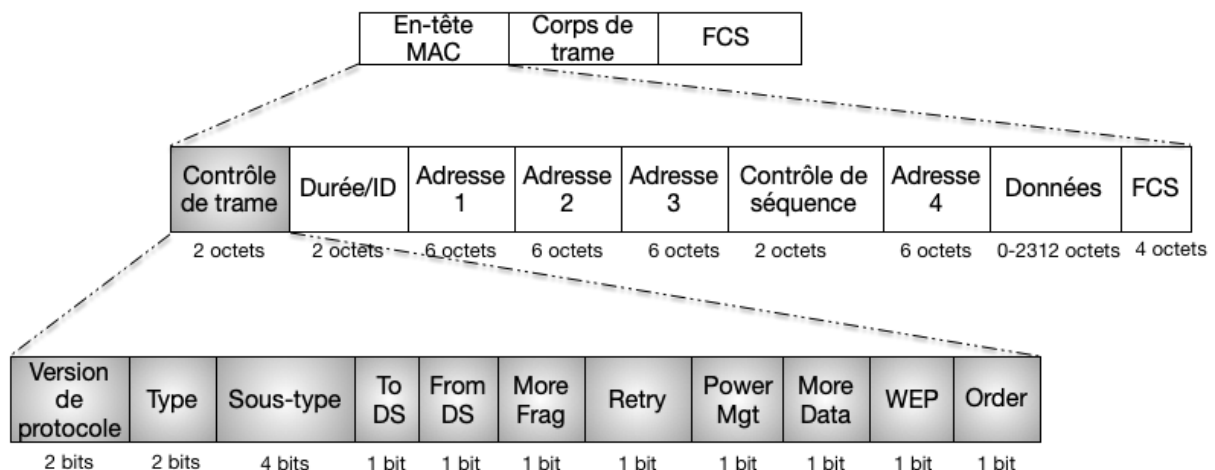 En-tête MAC
Corps de trame
FCS
Contrôle de trame
Durée/ID
Adresse 1
Adresse 2
Adresse 3
Contrôle de séquence
Adresse 4
Données
FCS
2 octets
2 octets
6 octets
6 octets
6 octets
2 octets
6 octets
0-2312 octets
4 octets
Version de protocole
Type
Sous-type
To DS
From DS
More Frag
Retry
Power Mgt
More Data
WEP
Order
2 bits
2 bits
4 bits
1 bit
1 bit
1 bit
1 bit
1 bit
1 bit
1 bit
1 bit